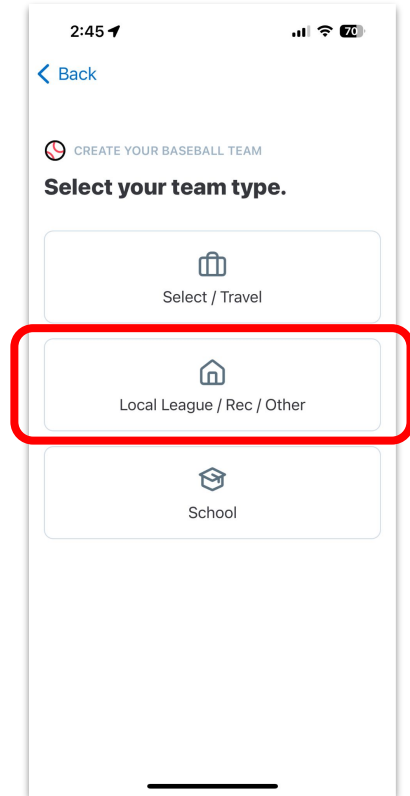 2:45
70
Back
CREATE YOUR BASEBALL TEAM
Select your team type.
Select / Travel
Local League / Rec / Other
School